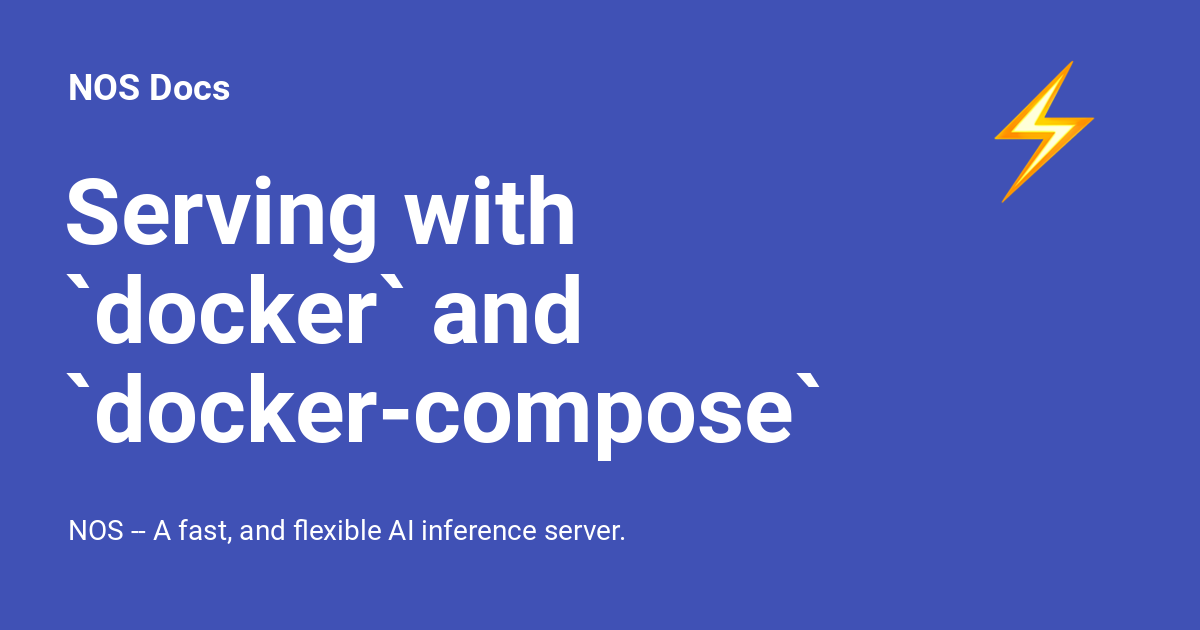 NOS Docs
Serving with
`docker` and
`docker-compose`
NOS -- A fast, and flexible AI inference server.